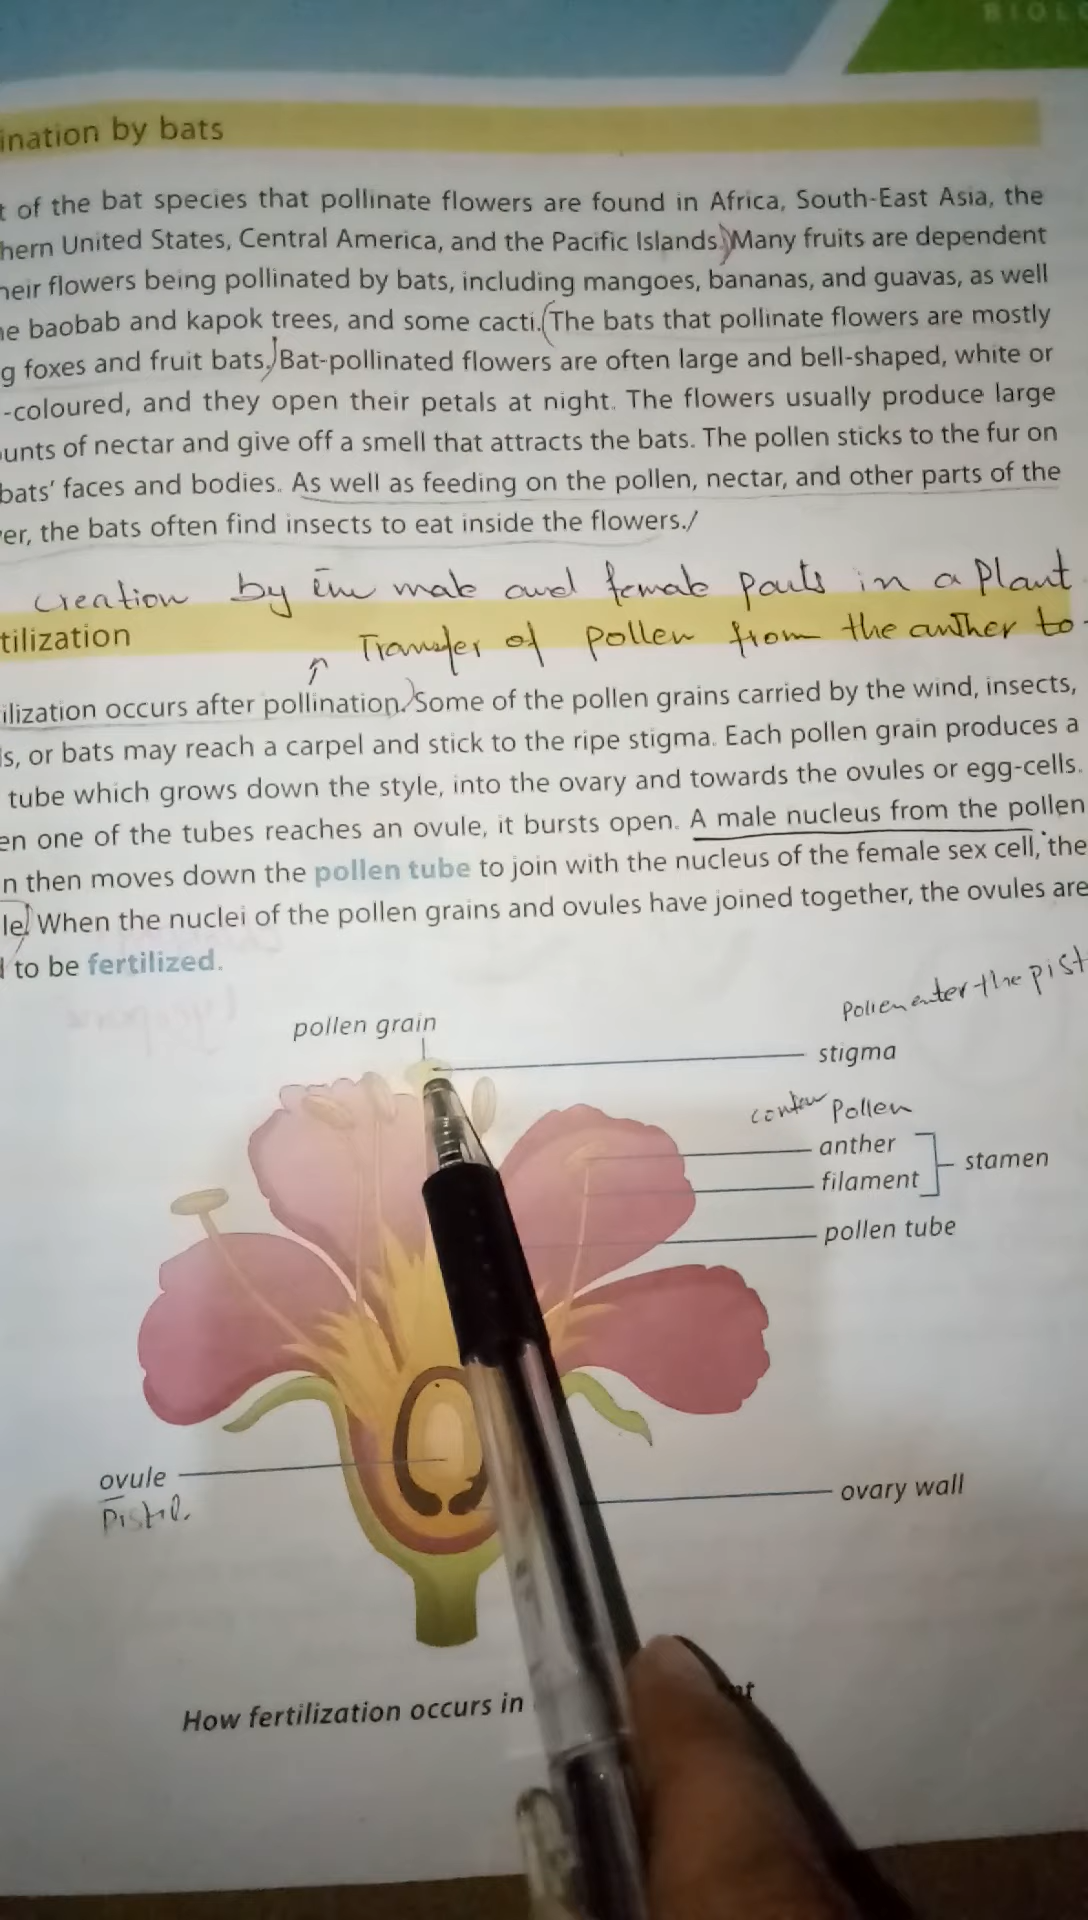 BIOLO
ination by bats
t of the bat species that pollinate flowers are found in Africa, South-East Asia, the
hern United States, Central America, and the Pacific Islands. Many fruits are dependent
heir flowers being pollinated by bats, including mangoes, bananas, and guavas, as well
he baobab and kapok trees, and some cacti. (The bats that pollinate flowers are mostly
g foxes and fruit bats.) Bat-pollinated flowers are often large and bell-shaped, white or
-coloured, and they open their petals at night. The flowers usually produce large
ounts of nectar and give off a smell that attracts the bats. The pollen sticks to the fur on
bats' faces and bodies. As well as feeding on the pollen, nectar, and other parts of the
er, the bats often find insects to eat inside the flowers./
creation by male and female parts in a plant
tilization
Transfer of pollen from the anther to
ilization occurs after pollination.) Some of the pollen grains carried by the wind, insects,
ls, or bats may reach a carpel and stick to the ripe stigma. Each pollen grain produces a
tube which grows down the style, into the ovary and towards the ovules or egg-cells.
en one of the tubes reaches an ovule, it bursts open. A male nucleus from the pollen
n then moves down the pollen tube to join with the nucleus of the female sex cell, the
le. When the nuclei of the pollen grains and ovules have joined together, the ovules are
to be fertilized.
Pollen enter the pist
pollen grain
stigma
Pollen
anther
filament
stamen
pollen tube
ovule
Pistil.
ovary wall
How fertilization occurs in